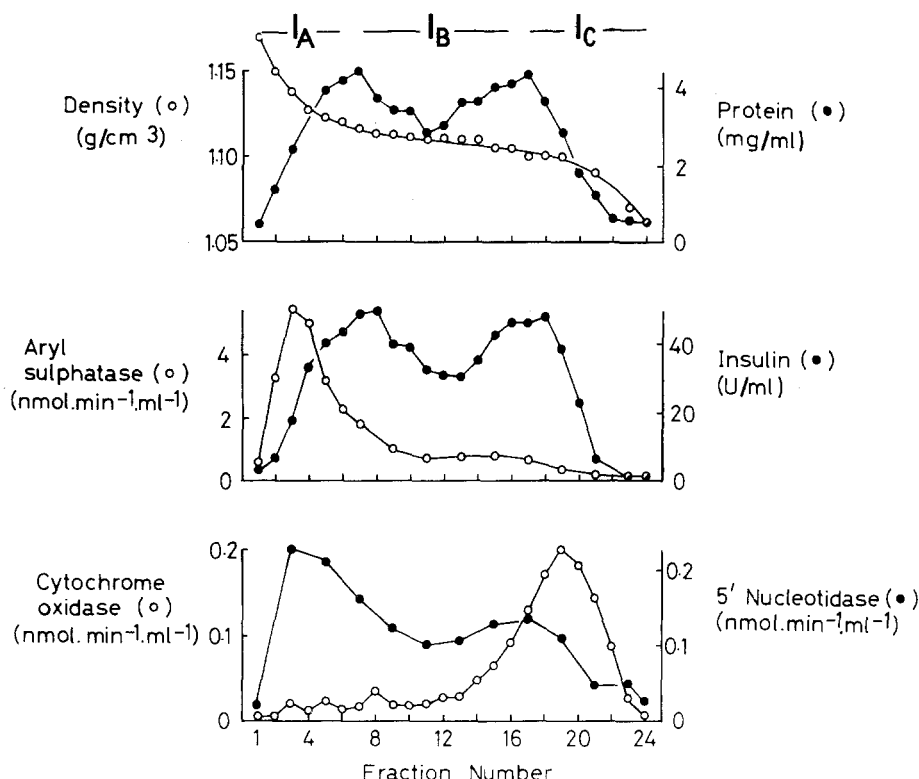 I_A I_B I_C
Density (○)
(g/cm 3)
1.15
1.10
1.05
4
2
0
Protein (●)
(mg/ml)
Aryl
sulphatase (○)
(nmol.min⁻¹.ml⁻¹)
4
2
0
40
20
0
Insulin (●)
(U/ml)
Cytochrome
oxidase (○)
(nmol. min⁻¹.ml⁻¹)
0.2
0.1
0
0.2
0.1
0
5' Nucleotidase (●)
(nmol.min⁻¹.ml⁻¹)
1 4 8 12 16 20 24
Fraction Number